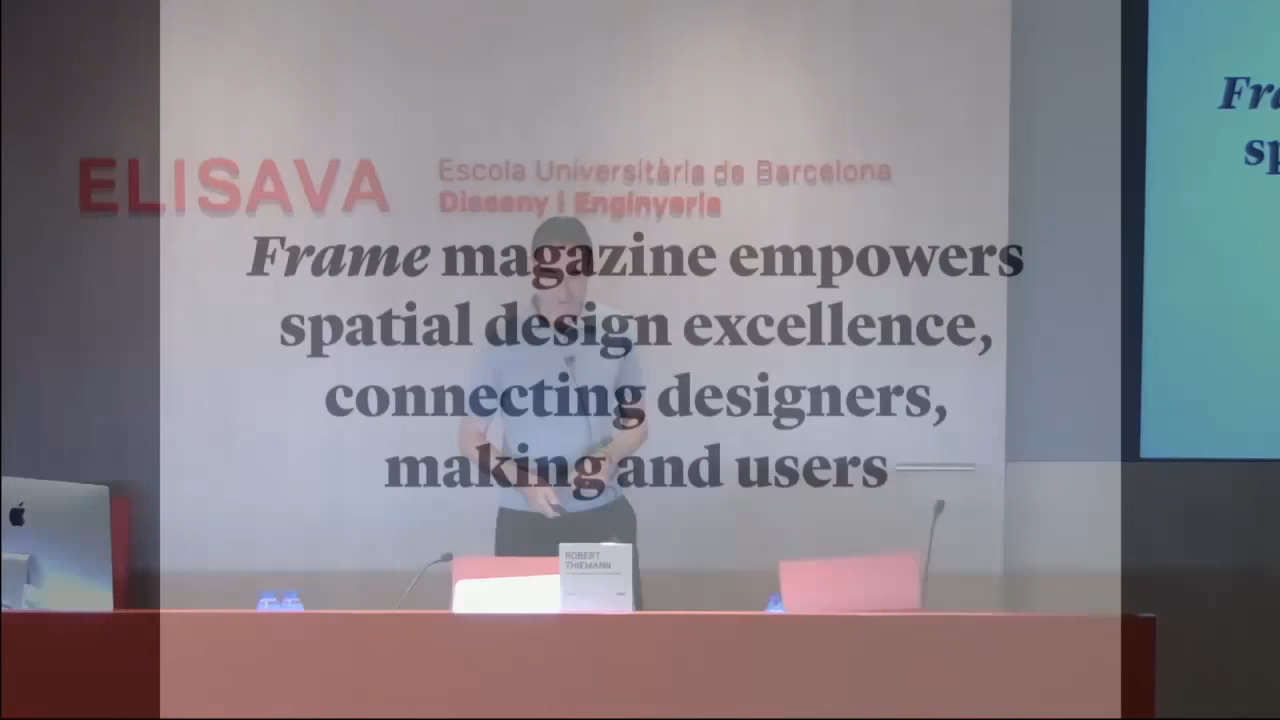 ELISAVA
Escola Universitària de Barcelona
Disseny i Enginyeria
Frame magazine empowers
spatial design excellence,
connecting designers,
making and users
ROBERT
THIEMANN